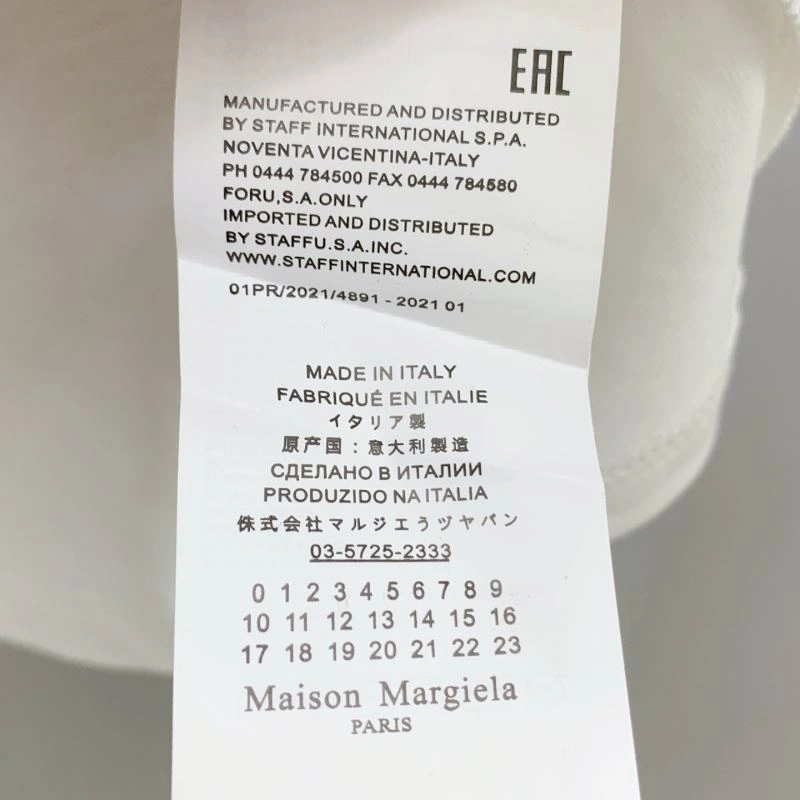 EAC
MANUFACTURED AND DISTRIBUTED
BY STAFF INTERNATIONAL S.P.A.
NOVENTA VICENTINA-ITALY
PH 0444 784500 FAX 0444 784580
FORU,S.A.ONLY
IMPORTED AND DISTRIBUTED
BY STAFFU.S.A.INC.
WWW.STAFFINTERNATIONAL.COM
01PR/2021/4891 - 2021 01
MADE IN ITALY
FABRIQUÉ EN ITALIE
イタリア製
原产国：意大利製造
СДЕЛАНО В ИТАЛИИ
PRODUZIDO NA ITALIA
侏式会社マルジエうヅヤパン
03-5725-2333
0 1 2 3 4 5 6 7 8 9
10 11 12 13 14 15 16
17 18 19 20 21 22 23
Maison Margiela
PARIS